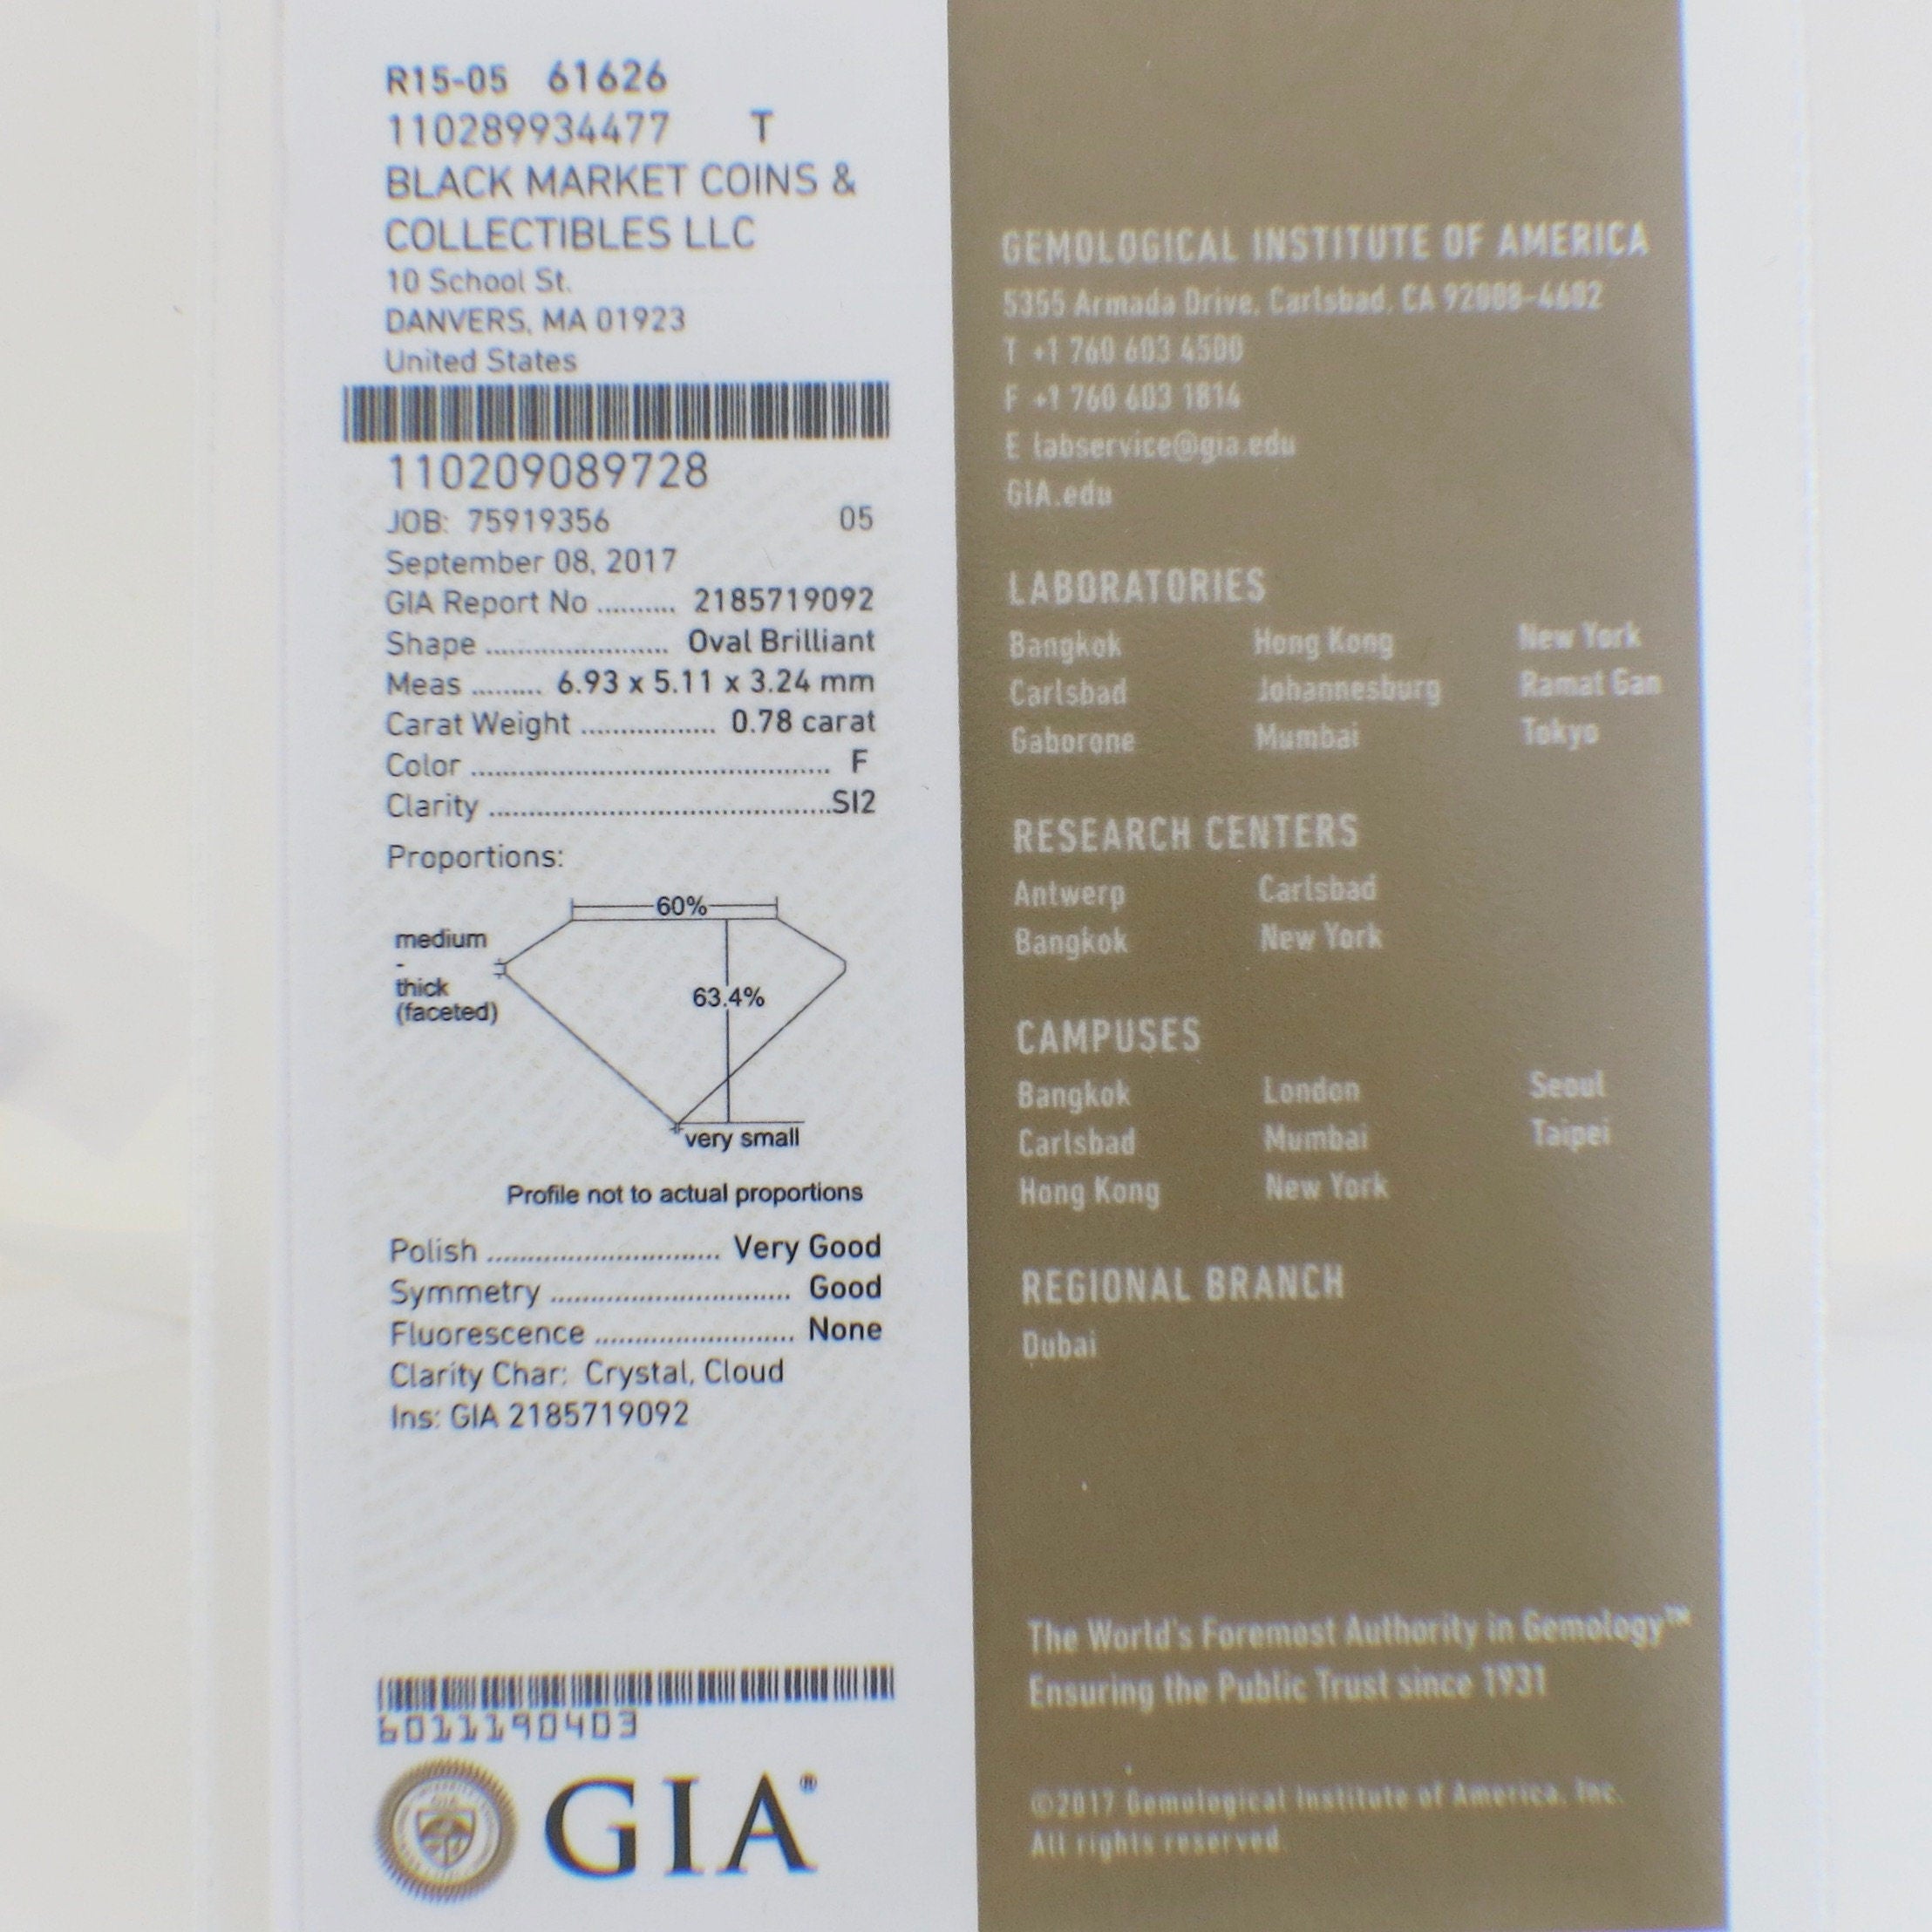 R15-05 61626
110289934477 T
BLACK MARKET COINS &
COLLECTIBLES LLC
10 School St.
DANVERS, MA 01923
United States
110209089728
JOB: 75919356 05
September 08, 2017
GIA Report No .......... 2185719092
Shape ....................... Oval Brilliant
Meas ......... 6.93 x 5.11 x 3.24 mm
Carat Weight ................. 0.78 carat
Color ............................................. F
Clarity ...........................................SI2
Proportions:
60%
medium
-
thick
(faceted)
63.4%
very small
Profile not to actual proportions
Polish ............................. Very Good
Symmetry .............................. Good
Fluorescence ......................... None
Clarity Char: Crystal, Cloud
Ins: GIA 2185719092
6011190403
GIA®
GEMOLOGICAL INSTITUTE OF AMERICA
5355 Armada Drive, Carlsbad, CA 92008-4602
T +1 760 603 4500
F +1 760 603 1814
E labservice@gia.edu
GIA.edu
LABORATORIES
Bangkok Hong Kong New York
Carlsbad Johannesburg Ramat Gan
Gaborone Mumbai Tokyo
RESEARCH CENTERS
Antwerp Carlsbad
Bangkok New York
CAMPUSES
Bangkok London Seoul
Carlsbad Mumbai Taipei
Hong Kong New York
REGIONAL BRANCH
Dubai
The World's Foremost Authority in Gemology™
Ensuring the Public Trust since 1931
©2017 Gemological Institute of America, Inc.
All rights reserved.